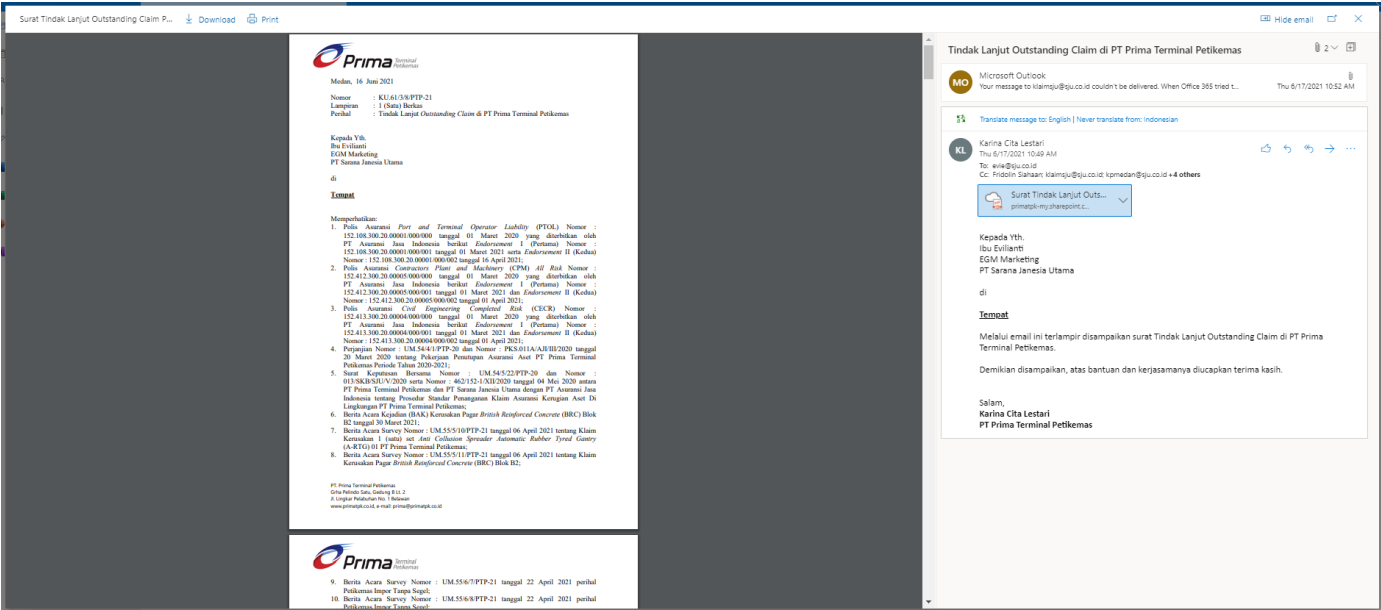 Surat Tindak Lanjut Outstanding Claim P...
Download
Print
Hide email
Prima Terminal Petikemas
Medan, 16 Juni 2021
Nomor : KU.61/3/8/PTP-21
Lampiran : 1 (Satu) Berkas
Perihal : Tindak Lanjut Outstanding Claim di PT Prima Terminal Petikemas
Kepada Yth.
Ibu Evilianti
EGM Marketing
PT Sarana Janesia Utama
di
Tempat
Memperhatikan:
1. Polis Asuransi Port and Terminal Operator Liability (PTOL) Nomor :
152.108.300.20.00001/000/000 tanggal 01 Maret 2020 yang diterbitkan oleh
PT Asuransi Jasa Indonesia berikut Endorsement I (Pertama) Nomor :
152.108.300.20.00001/000/001 tanggal 01 Maret 2021 serta Endorsement II (Kedua)
Nomor : 152.108.300.20.00001/000/002 tanggal 16 April 2021;
2. Polis Asuransi Contractors Plant and Machinery (CPM) All Risk Nomor :
152.412.300.20.00005/000/000 tanggal 01 Maret 2020 yang diterbitkan oleh
PT Asuransi Jasa Indonesia berikut Endorsement I (Pertama) Nomor :
152.412.300.20.00005/000/001 tanggal 01 Maret 2021 dan Endorsement II (Kedua)
Nomor : 152.412.300.20.00005/000/002 tanggal 01 April 2021;
3. Polis Asuransi Civil Engineering Completed Risk (CECR) Nomor :
152.413.300.20.00004/000/000 tanggal 01 Maret 2020 yang diterbitkan oleh
PT Asuransi Jasa Indonesia berikut Endorsement I (Pertama) Nomor :
152.413.300.20.00004/000/001 tanggal 01 Maret 2021 dan Endorsement II (Kedua)
Nomor : 152.413.300.20.00004/000/002 tanggal 01 April 2021;
4. Perjanjian Nomor : UM.54/4/1/PTP-20 dan Nomor : PKS.011A/AJI/III/2020 tanggal
20 Maret 2020 tentang Pekerjaan Penutupan Asuransi Aset PT Prima Terminal
Petikemas Periode Tahun 2020-2021;
5. Surat Keputusan Bersama Nomor : UM.54/5/22/PTP-20 dan Nomor :
013/SKB/SJU/V/2020 serta Nomor : 462/152-1/XII/2020 tanggal 04 Mei 2020 antara
PT Prima Terminal Petikemas dan PT Sarana Janesia Utama dengan PT Asuransi Jasa
Indonesia tentang Prosedur Standar Penanganan Klaim Asuransi Kerugian Aset Di
Lingkungan PT Prima Terminal Petikemas;
6. Berita Acara Kejadian (BAK) Kerusakan Pagar British Reinforced Concrete (BRC) Blok
B2 tanggal 30 Maret 2021;
7. Berita Acara Survey Nomor : UM.55/5/10/PTP-21 tanggal 06 April 2021 tentang Klaim
Kerusakan 1 (satu) set Anti Collusion Spreader Automatic Rubber Tyred Gantry
(A-RTG) 01 PT Prima Terminal Petikemas;
8. Berita Acara Survey Nomor : UM.55/5/11/PTP-21 tanggal 06 April 2021 tentang Klaim
Kerusakan Pagar British Reinforced Concrete (BRC) Blok B2;
PT. Prima Terminal Petikemas
Grha Pelindo Satu, Gedung B Lt. 2
Jl. Lingkar Pelabuhan No. 1 Belawan
www.primatpk.co.id, e mail: prima@primatpk.co.id
Prima Terminal Petikemas
9. Berita Acara Survey Nomor : UM.55/6/7/PTP-21 tanggal 22 April 2021 perihal
Petikemas Impor Tanpa Segel;
10. Berita Acara Survey Nomor : UM.55/6/8/PTP-21 tanggal 22 April 2021 perihal
Petikemas Impor Tanpa Segel;
Tindak Lanjut Outstanding Claim di PT Prima Terminal Petikemas
2
MO
Microsoft Outlook
Your message to klaimsju@sju.co.id couldn't be delivered. When Office 365 tried t...
Thu 6/17/2021 10:52 AM
Translate message to: English | Never translate from: Indonesian
KL
Karina Cita Lestari
Thu 6/17/2021 10:49 AM
To: evie@sju.co.id
Cc: Fridolin Siahaan; klaimsju@sju.co.id; kpmedan@sju.co.id +4 others
Surat Tindak Lanjut Outs...
primatpk-my.sharepoint.c...
Kepada Yth.
Ibu Evilianti
EGM Marketing
PT Sarana Janesia Utama
di
Tempat
Melalui email ini terlampir disampaikan surat Tindak Lanjut Outstanding Claim di PT Prima
Terminal Petikemas.
Demikian disampaikan, atas bantuan dan kerjasamanya diucapkan terima kasih.
Salam,
Karina Cita Lestari
PT Prima Terminal Petikemas